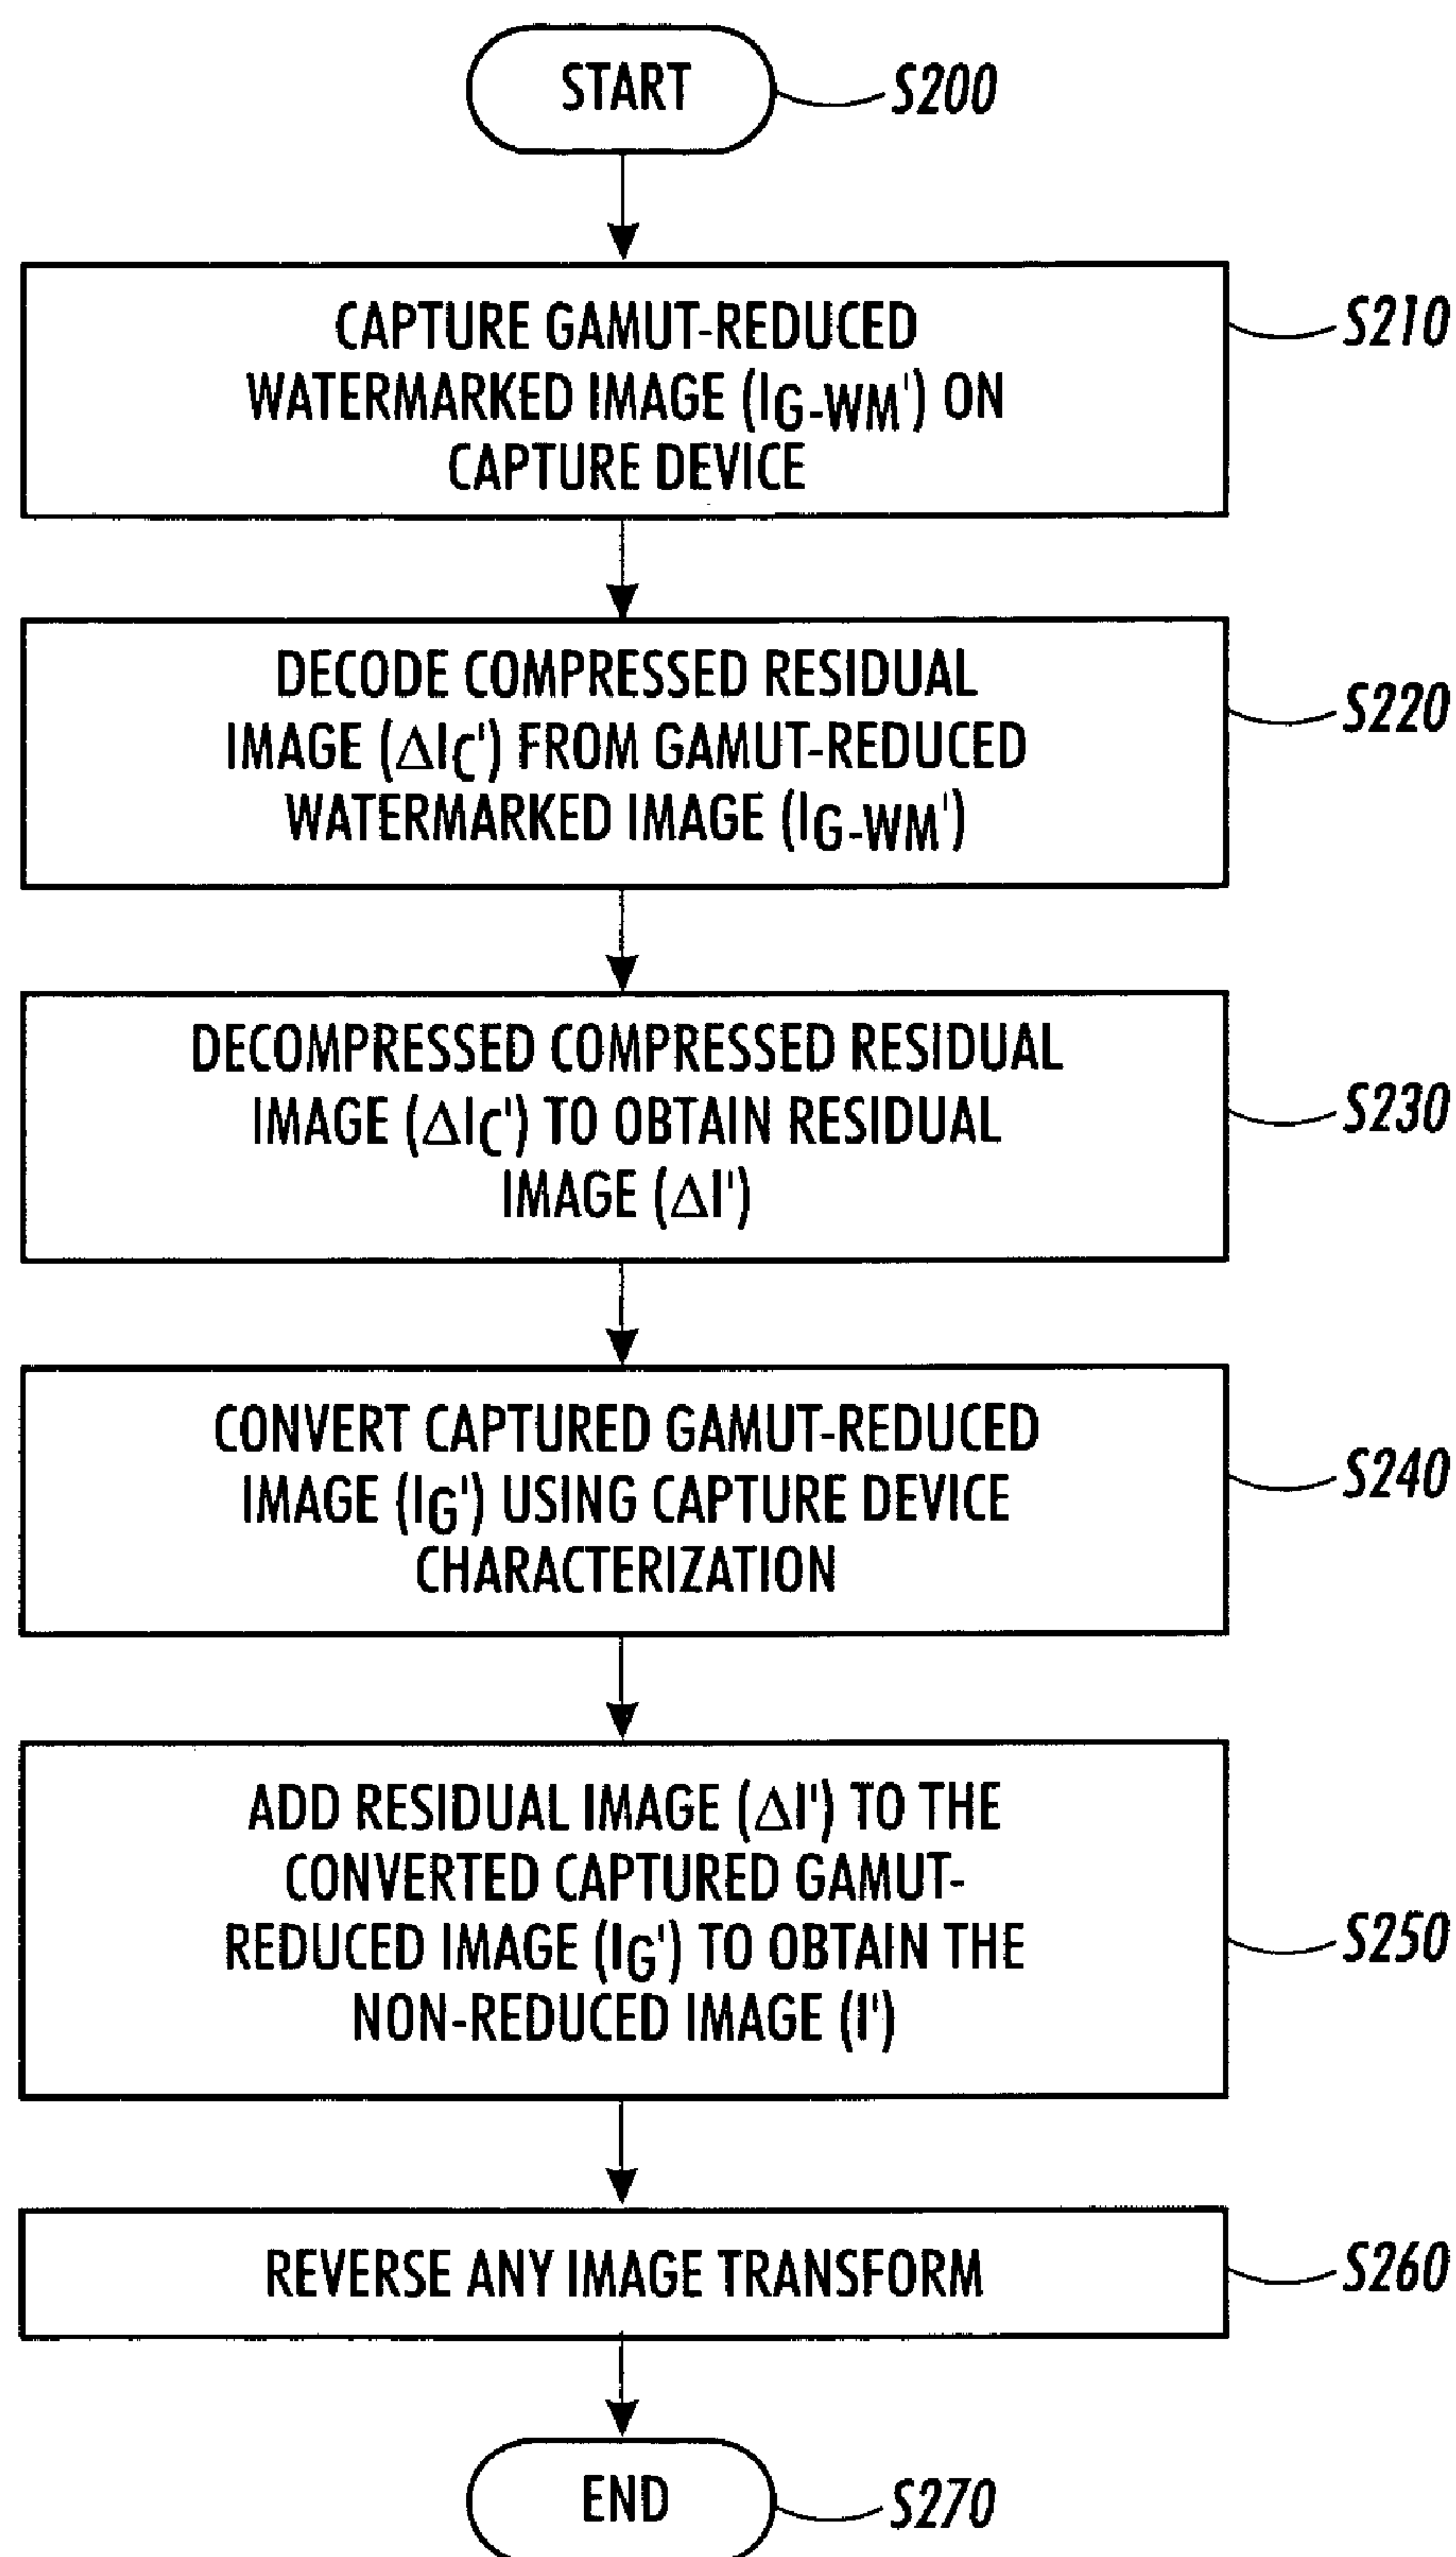 START
S200
CAPTURE GAMUT-REDUCED
WATERMARKED IMAGE (IG-WM') ON
CAPTURE DEVICE
S210
DECODE COMPRESSED RESIDUAL
IMAGE (ΔIC') FROM GAMUT-REDUCED
WATERMARKED IMAGE (IG-WM')
S220
DECOMPRESSED COMPRESSED RESIDUAL
IMAGE (ΔIC') TO OBTAIN RESIDUAL
IMAGE (ΔI')
S230
CONVERT CAPTURED GAMUT-REDUCED
IMAGE (IG') USING CAPTURE DEVICE
CHARACTERIZATION
S240
ADD RESIDUAL IMAGE (ΔI') TO THE
CONVERTED CAPTURED GAMUT-
REDUCED IMAGE (IG') TO OBTAIN THE
NON-REDUCED IMAGE (I')
S250
REVERSE ANY IMAGE TRANSFORM
S260
END
S270